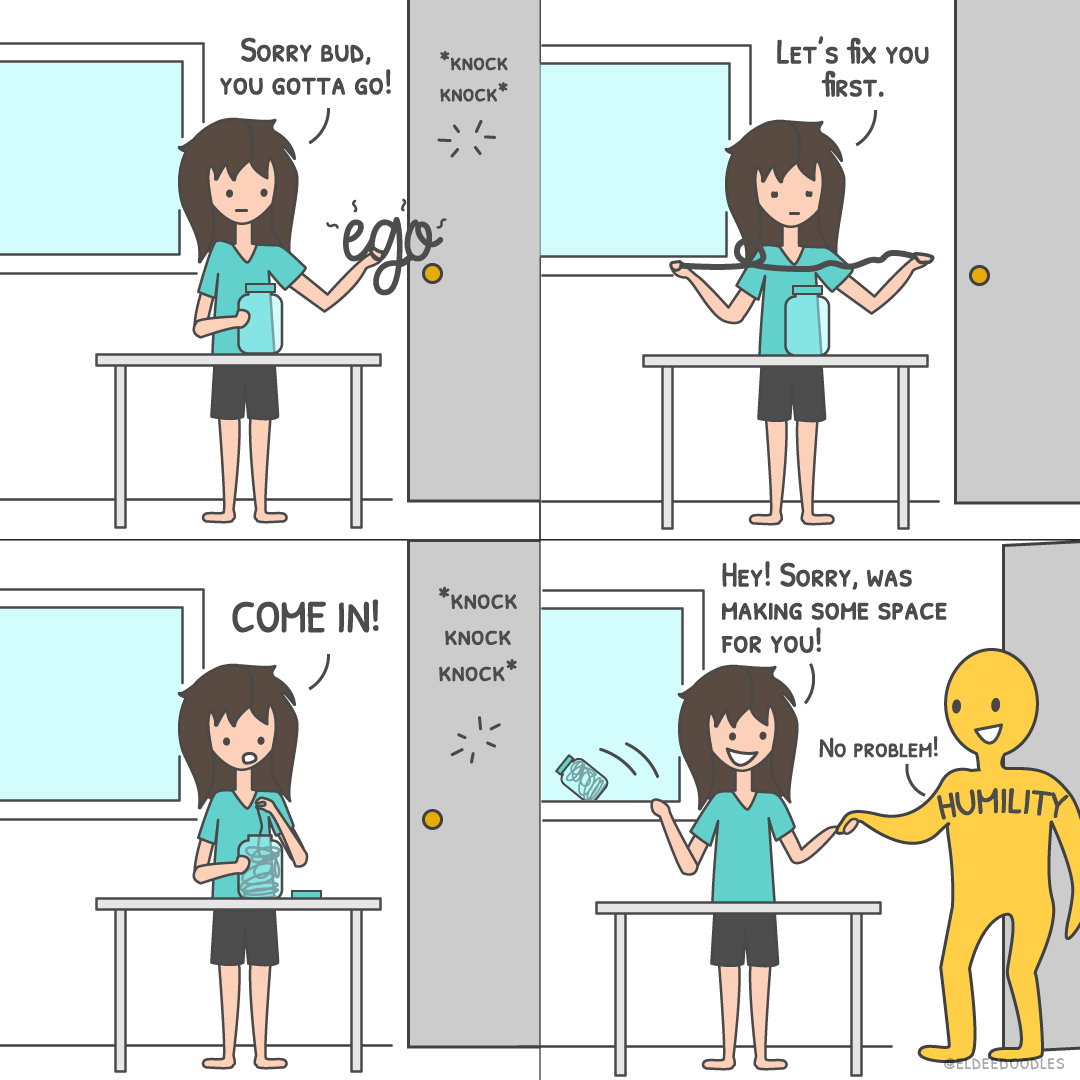 Sorry bud,
you gotta go!
*knock
knock*
ego
Let's fix you
first.
COME IN!
*knock
knock
knock*
Hey! Sorry, was
making some space
for you!
No problem!
HUMILITY
@ELDEEDOODLES